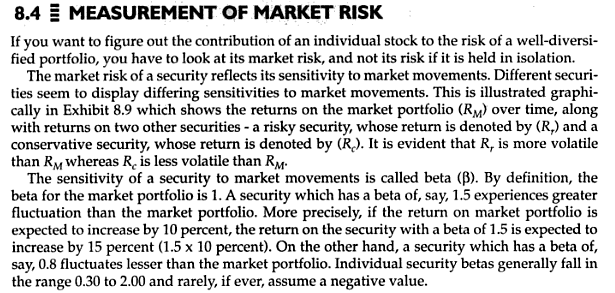 8.4 MEASUREMENT OF MARKET RISK
If you want to figure out the contribution of an individual stock to the risk of a well-diversi-
fied portfolio, you have to look at its market risk, and not its risk if it is held in isolation.
The market risk of a security reflects its sensitivity to market movements. Different securi-
ties seem to display differing sensitivities to market movements. This is illustrated graphi-
cally in Exhibit 8.9 which shows the returns on the market portfolio (R_M) over time, along
with returns on two other securities - a risky security, whose return is denoted by (R_r) and a
conservative security, whose return is denoted by (R_c). It is evident that R_r is more volatile
than R_M whereas R_c is less volatile than R_M.
The sensitivity of a security to market movements is called beta (β). By definition, the
beta for the market portfolio is 1. A security which has a beta of, say, 1.5 experiences greater
fluctuation than the market portfolio. More precisely, if the return on market portfolio is
expected to increase by 10 percent, the return on the security with a beta of 1.5 is expected to
increase by 15 percent (1.5 x 10 percent). On the other hand, a security which has a beta of,
say, 0.8 fluctuates lesser than the market portfolio. Individual security betas generally fall in
the range 0.30 to 2.00 and rarely, if ever, assume a negative value.